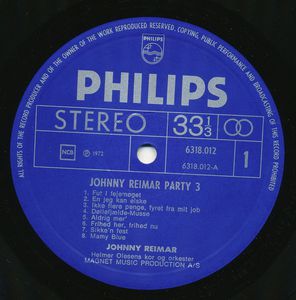 ALL RIGHTS OF THE RECORD PRODUCER AND OF THE OWNER OF THE WORK REPRODUCED RESERVED. COPYING, PUBLIC PERFORMANCE AND BROADCASTING OF THIS RECORD PROHIBITED
PHILIPS
STEREO 33 1/3
NCB ℗ 1972 6318.012
6318.012-A 1
JOHNNY REIMAR PARTY 3
1 Fut i fejemøget
2 En jeg kan elske
3 Ikke flere penge, fyret fra mit job
4 Dellefjælde-Musse
5 Aldrig mer'
6 Frihed her, frihed nu
7 Sikke'n fest
8 Mamy Blue
JOHNNY REIMAR
Helmer Olesens kor og orkester
MAGNET MUSIC PRODUCTION A/S